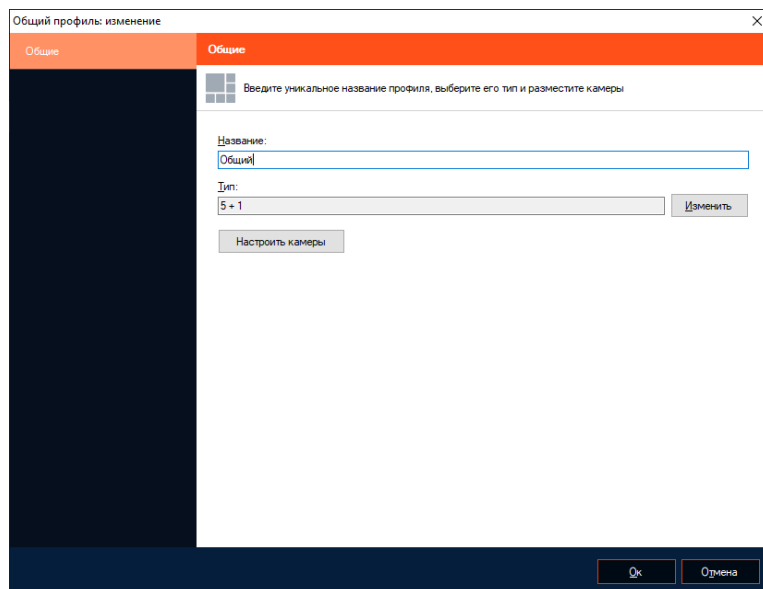 Общий профиль: изменение
Общие
Общие
Введите уникальное название профиля, выберите его тип и разместите камеры
Название:
Общий
Тип:
5 + 1
Изменить
Настроить камеры
Ок
Отмена